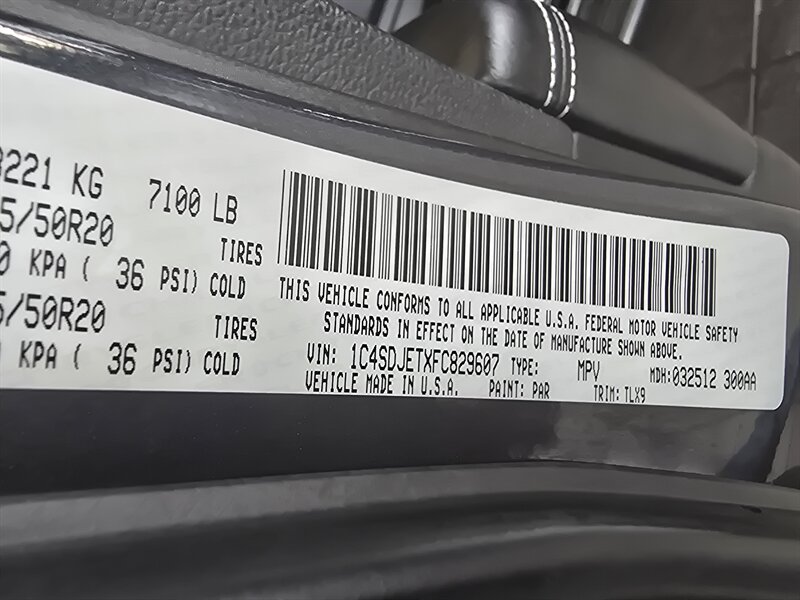 3221 KG 7100 LB
5/50R20 TIRES
0 KPA ( 36 PSI) COLD
5/50R20 TIRES
KPA ( 36 PSI) COLD
THIS VEHICLE CONFORMS TO ALL APPLICABLE U.S.A. FEDERAL MOTOR VEHICLE SAFETY
STANDARDS IN EFFECT ON THE DATE OF MANUFACTURE SHOWN ABOVE.
VIN: 1C4SDJETXFC829607 TYPE: MPV MDH:032512 300AA
VEHICLE MADE IN U.S.A. PAINT: PAR TRIM: TLX9